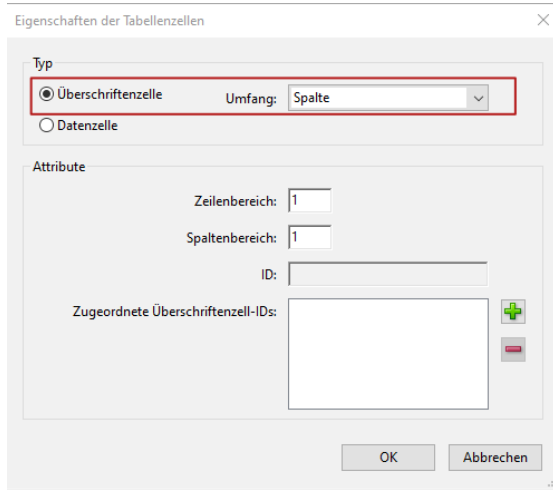 Eigenschaften der Tabellenzellen
Typ
Überschriftenzelle Umfang: Spalte
Datenzelle
Attribute
Zeilenbereich: 1
Spaltenbereich: 1
ID:
Zugeordnete Überschriftenzell-IDs:
OK Abbrechen